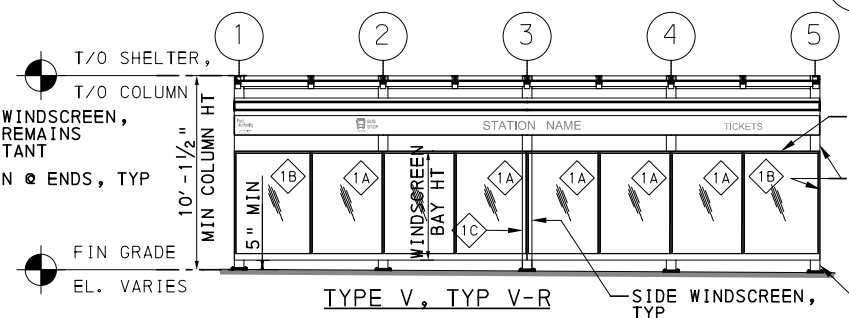 1 2 3 4 5
T/O SHELTER,
T/O COLUMN
WINDSCREEN,
REMAINS
TANT
N @ ENDS, TYP
10'-1½"
MIN COLUMN HT
BUS
STOP
STATION NAME
TICKETS
1B 1A 1A 1A 1A 1A 1B
1C
5" MIN
WINDSCREEN
BAY HT
FIN GRADE
EL. VARIES
TYPE V, TYP V-R
SIDE WINDSCREEN,
TYP